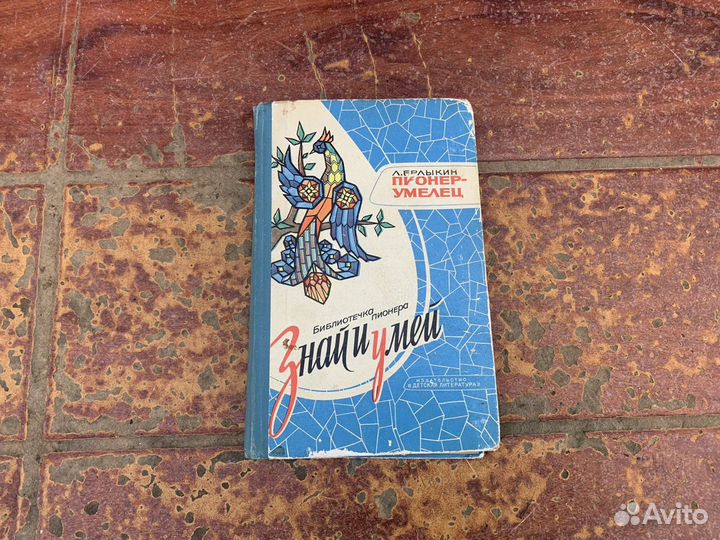 Л. ЕРЛЫКИН
ПИОНЕР-
УМЕЛЕЦ
Библиотечка пионера
Знай и умей
ИЗДАТЕЛЬСТВО
«ДЕТСКАЯ ЛИТЕРАТУРА»
Avito